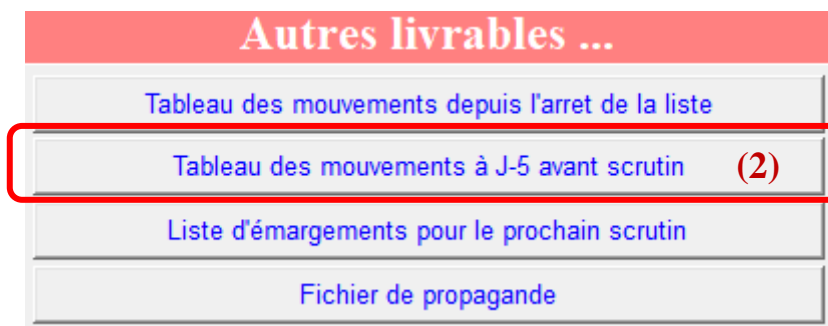 Autres livrables ...
Tableau des mouvements depuis l'arret de la liste
Tableau des mouvements à J-5 avant scrutin (2)
Liste d'émargements pour le prochain scrutin
Fichier de propagande